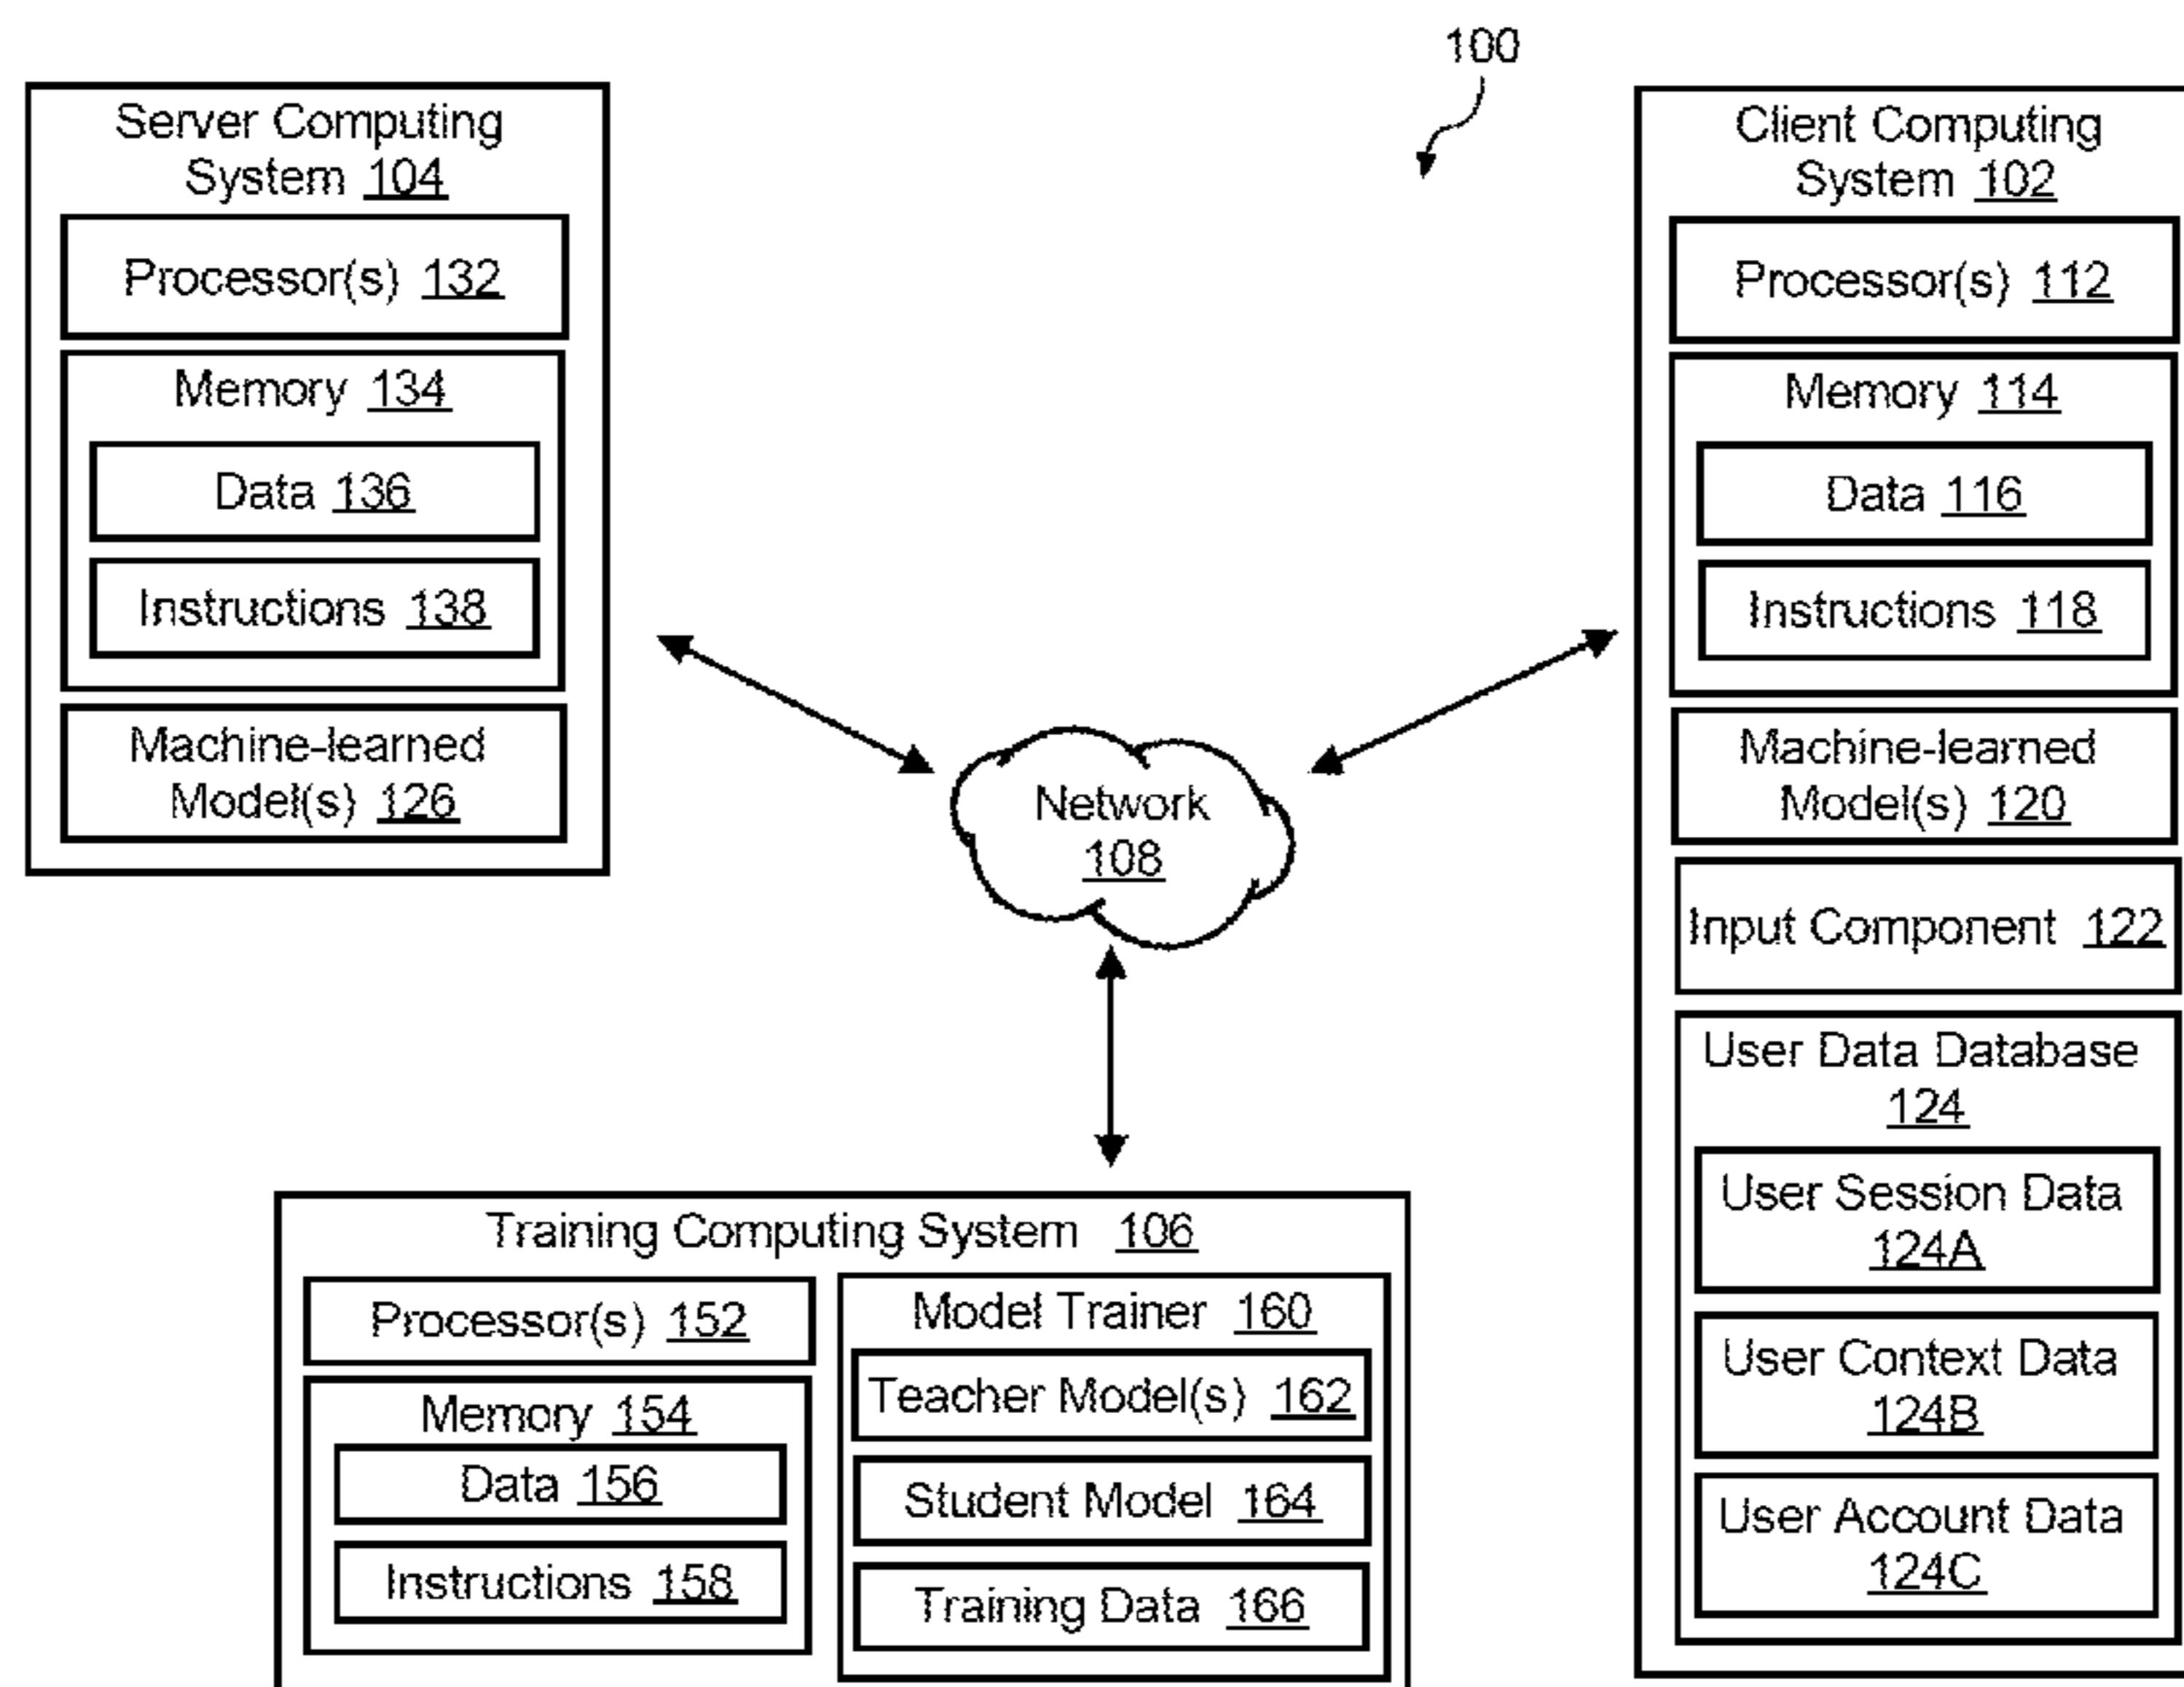 100
Server Computing
System 104
Processor(s) 132
Memory 134
Data 136
Instructions 138
Machine-learned
Model(s) 126
Client Computing
System 102
Processor(s) 112
Memory 114
Data 116
Instructions 118
Machine-learned
Model(s) 120
Input Component 122
User Data Database
124
User Session Data
124A
User Context Data
124B
User Account Data
124C
Network
108
Training Computing System 106
Processor(s) 152
Memory 154
Data 156
Instructions 158
Model Trainer 160
Teacher Model(s) 162
Student Model 164
Training Data 166